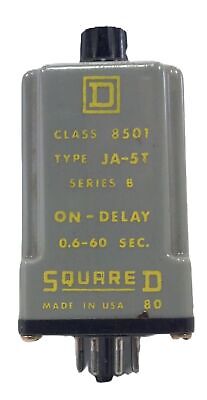 D
CLASS 8501
TYPE JA-5T
SERIES B
ON-DELAY
0.6-60 SEC.
SQUARE D
MADE IN USA 80